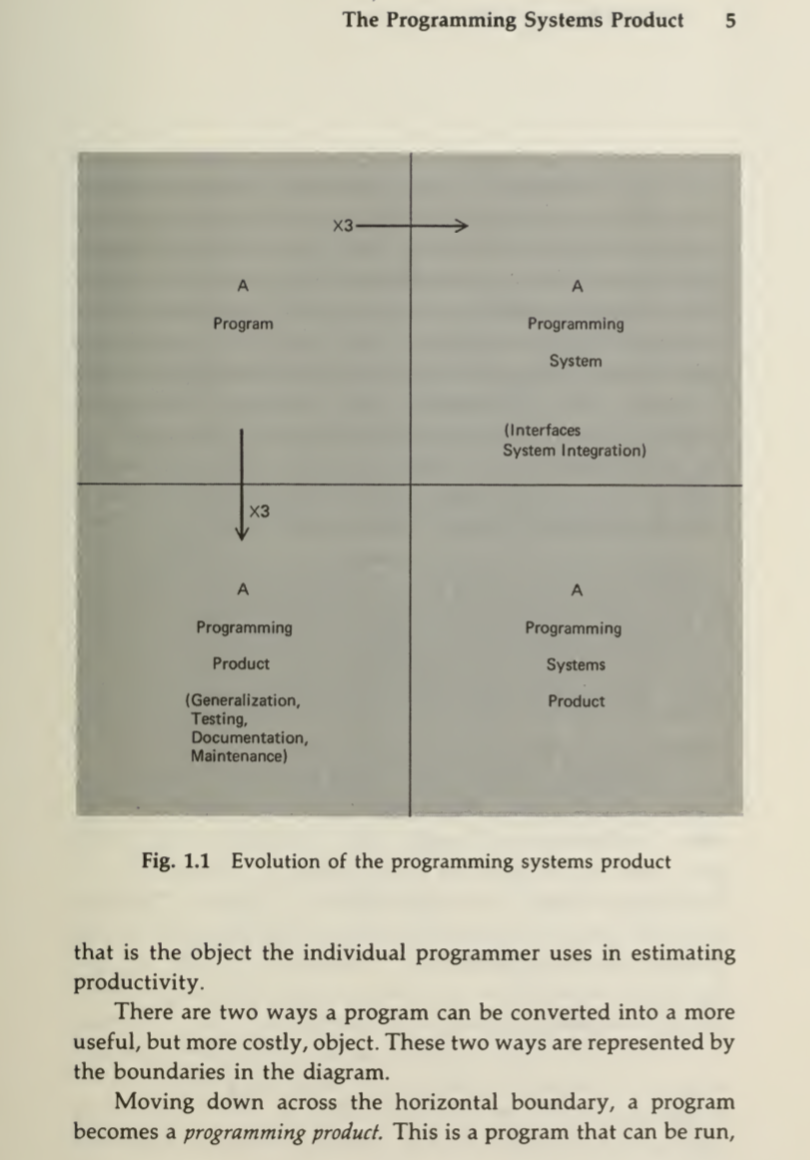 The Programming Systems Product 5
X3
A
Program
A
Programming
System
(Interfaces
System Integration)
X3
A
Programming
Product
(Generalization,
Testing,
Documentation,
Maintenance)
A
Programming
Systems
Product
Fig. 1.1 Evolution of the programming systems product
that is the object the individual programmer uses in estimating
productivity.
There are two ways a program can be converted into a more
useful, but more costly, object. These two ways are represented by
the boundaries in the diagram.
Moving down across the horizontal boundary, a program
becomes a programming product. This is a program that can be run,